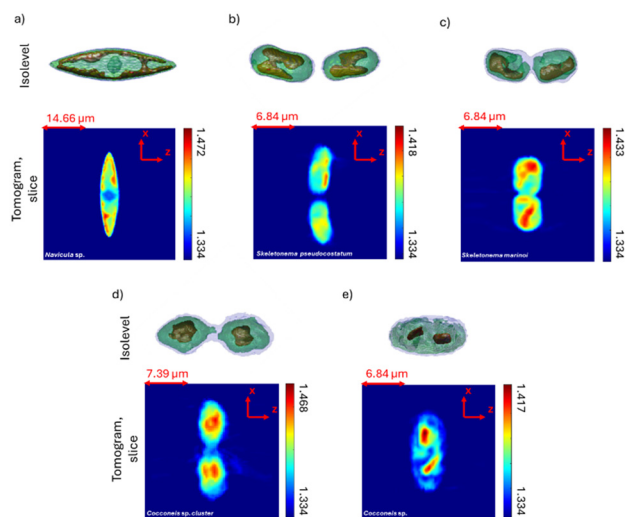 a)
b)
c)
Isolevel
14.66 µm
6.84 µm
6.84 µm
Tomogram,
slice
X
Z
1.472
1.334
Navicula sp.
X
Z
1.418
1.334
Skeletonema pseudocostatum
X
Z
1.433
1.334
Skeletonema marinoi
d)
e)
Isolevel
7.39 µm
6.84 µm
Tomogram,
slice
X
Z
1.468
1.334
Cocconeis sp. cluster
X
Z
1.417
1.334
Cocconeis sp.